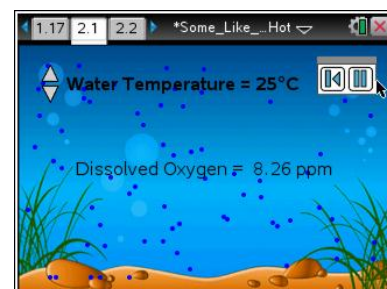 1.17 2.1 2.2 *Some_Like_...Hot
Water Temperature = 25°C
Dissolved Oxygen = 8.26 ppm